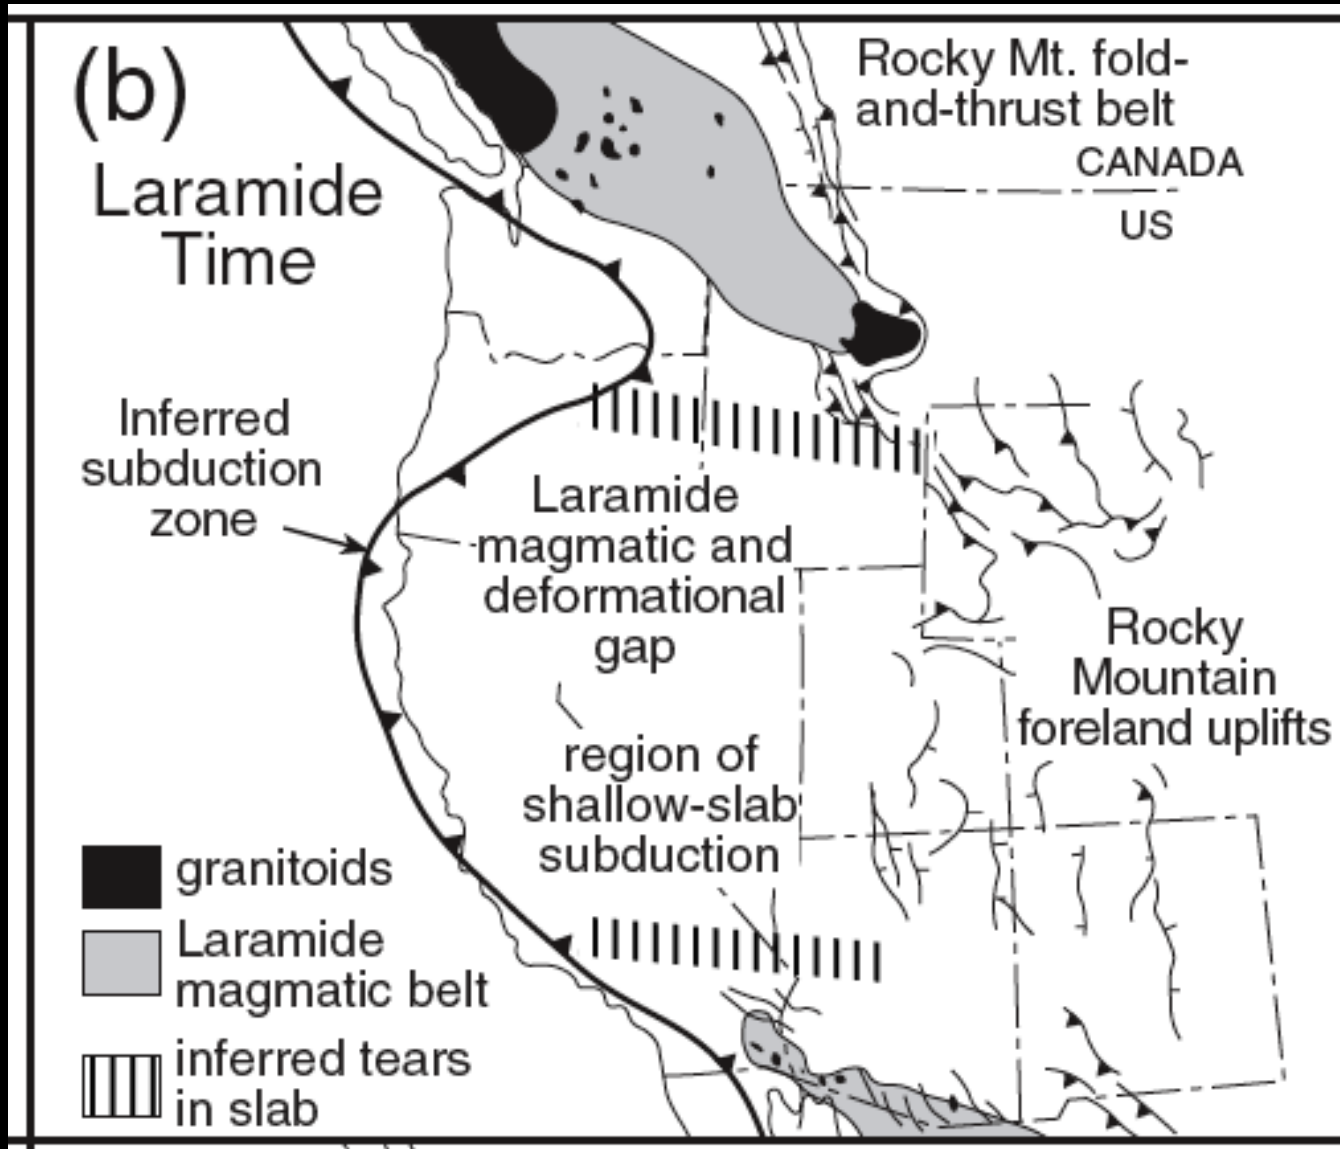 (b)
Laramide
Time
Rocky Mt. fold-
and-thrust belt
CANADA
US
Inferred
subduction
zone
Laramide
magmatic and
deformational
gap
region of
shallow-slab
subduction
Rocky
Mountain
foreland uplifts
granitoids
Laramide
magmatic belt
inferred tears
in slab